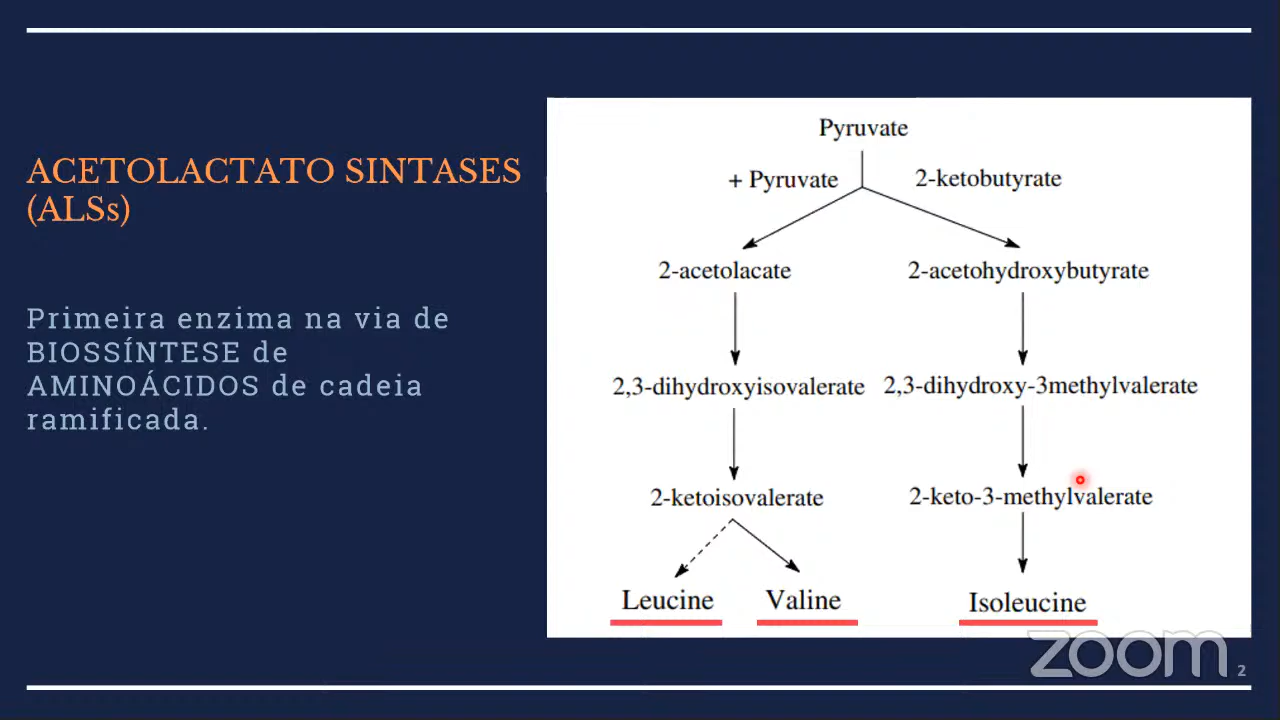 ACETOLACTATO SINTASES
(ALSs)
Primeira enzima na via de
BIOSSÍNTESE de
AMINOÁCIDOS de cadeia
ramificada.
Pyruvate
+ Pyruvate
2-ketobutyrate
2-acetolacate
2-acetohydroxybutyrate
2,3-dihydroxyisovalerate
2,3-dihydroxy-3methylvalerate
2-ketoisovalerate
2-keto-3-methylvalerate
Leucine
Valine
Isoleucine
zoom
2